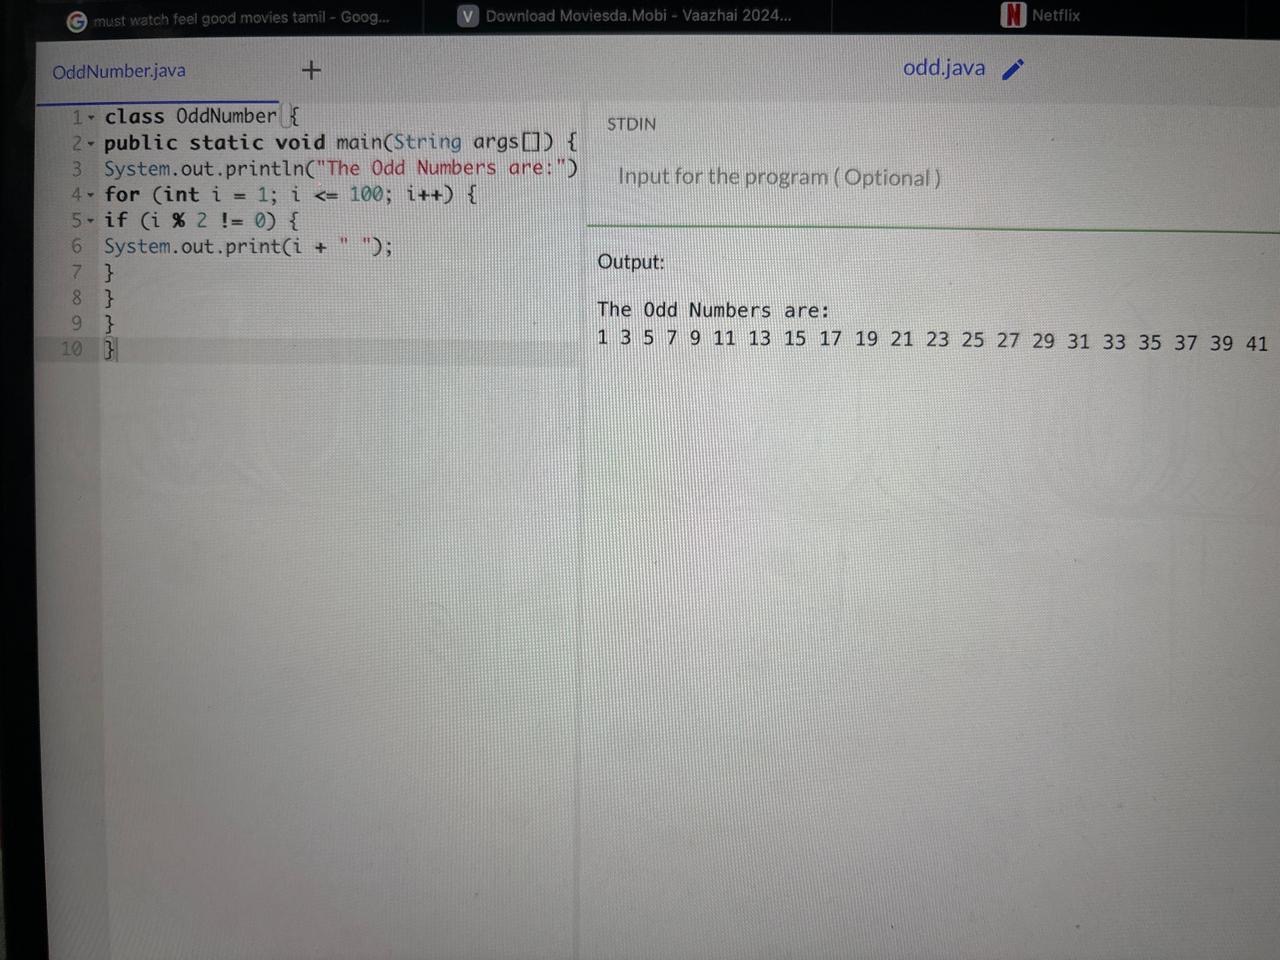 must watch feel good movies tamil - Goog...
V Download Moviesda.Mobi - Vaazhai 2024...
N Netflix
OddNumber.java +
odd.java
1 class OddNumber {
2 public static void main(String args[]) {
3 System.out.println("The Odd Numbers are:")
4 for (int i = 1; i <= 100; i++) {
5 if (i % 2 != 0) {
6 System.out.print(i + " ");
7 }
8 }
9 }
10 }
STDIN
Input for the program ( Optional )
Output:
The Odd Numbers are:
1 3 5 7 9 11 13 15 17 19 21 23 25 27 29 31 33 35 37 39 41